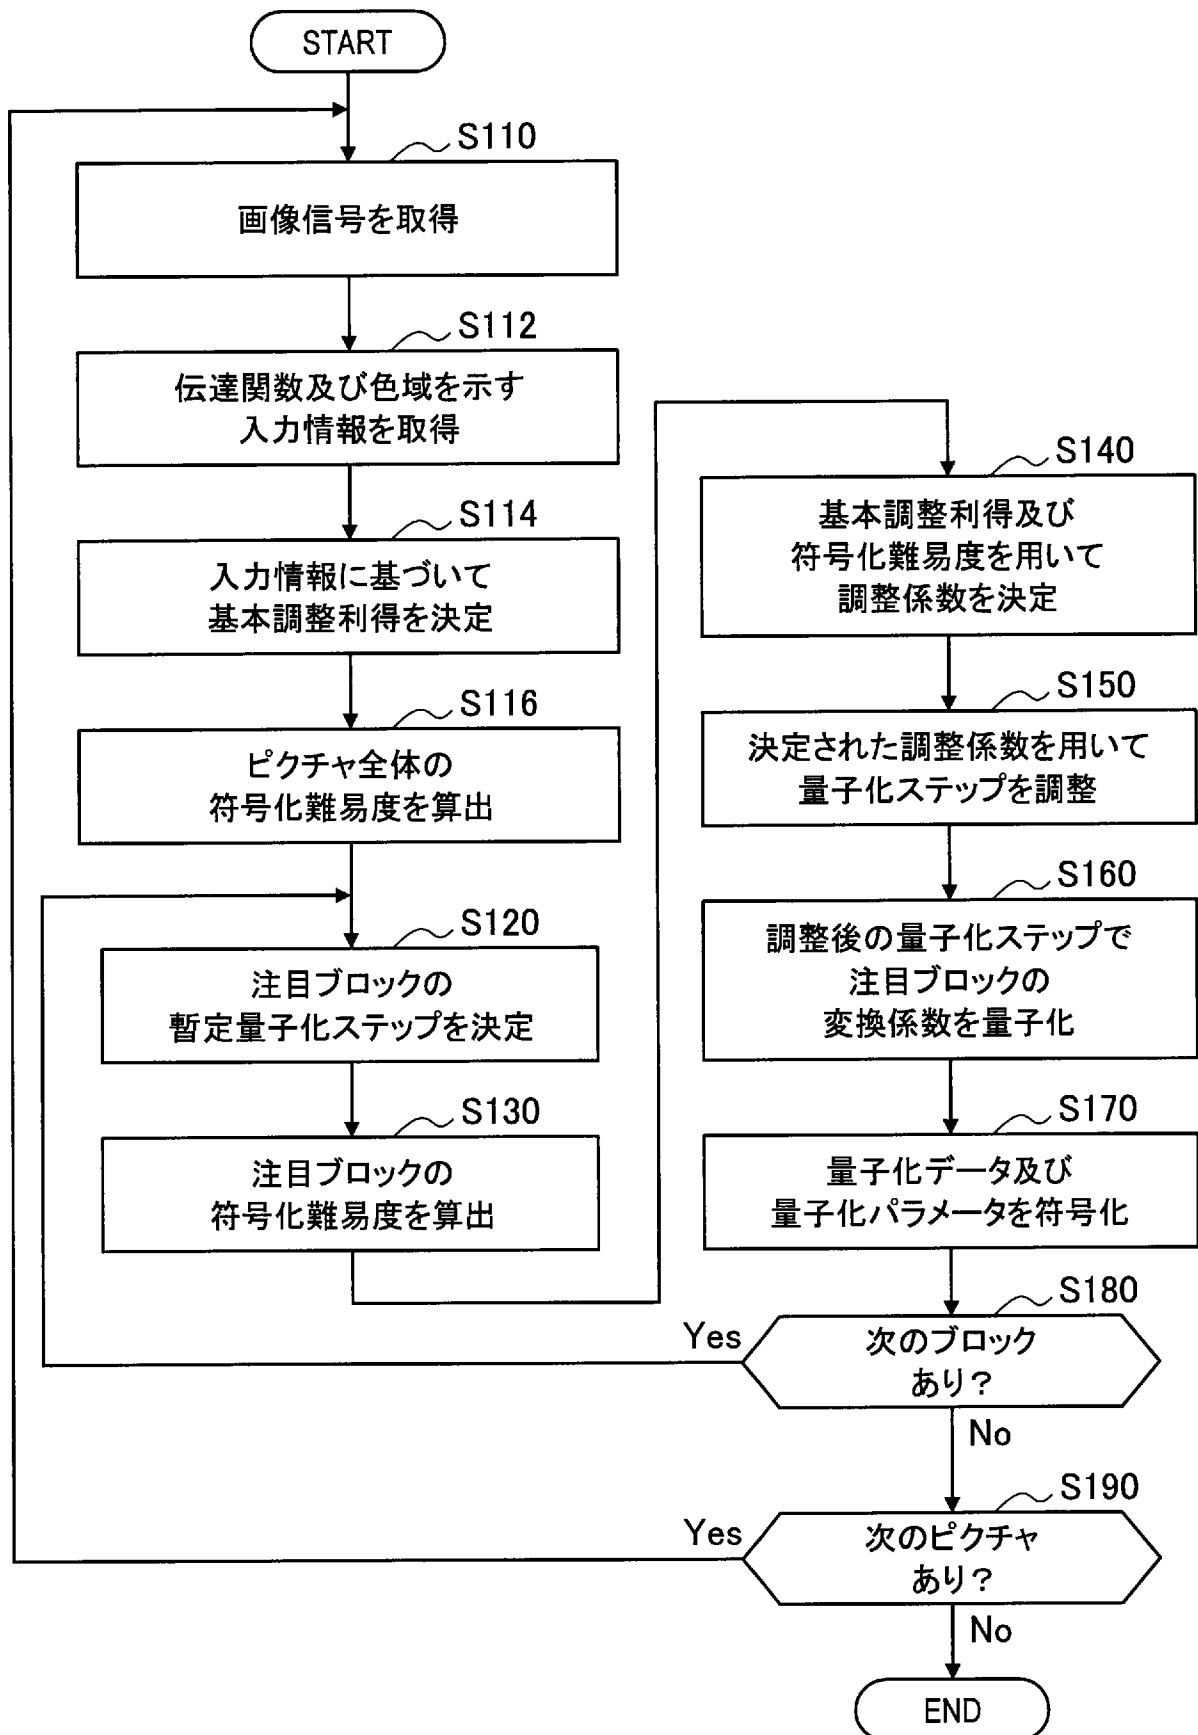 START
S110
画像信号を取得
S112
伝達関数及び色域を示す
入力情報を取得
S114
入力情報に基づいて
基本調整利得を決定
S116
ピクチャ全体の
符号化難易度を算出
S120
注目ブロックの
暫定量子化ステップを決定
S130
注目ブロックの
符号化難易度を算出
S140
基本調整利得及び
符号化難易度を用いて
調整係数を決定
S150
決定された調整係数を用いて
量子化ステップを調整
S160
調整後の量子化ステップで
注目ブロックの
変換係数を量子化
S170
量子化データ及び
量子化パラメータを符号化
S180
次のブロック
あり？
Yes
No
S190
次のピクチャ
あり？
Yes
No
END